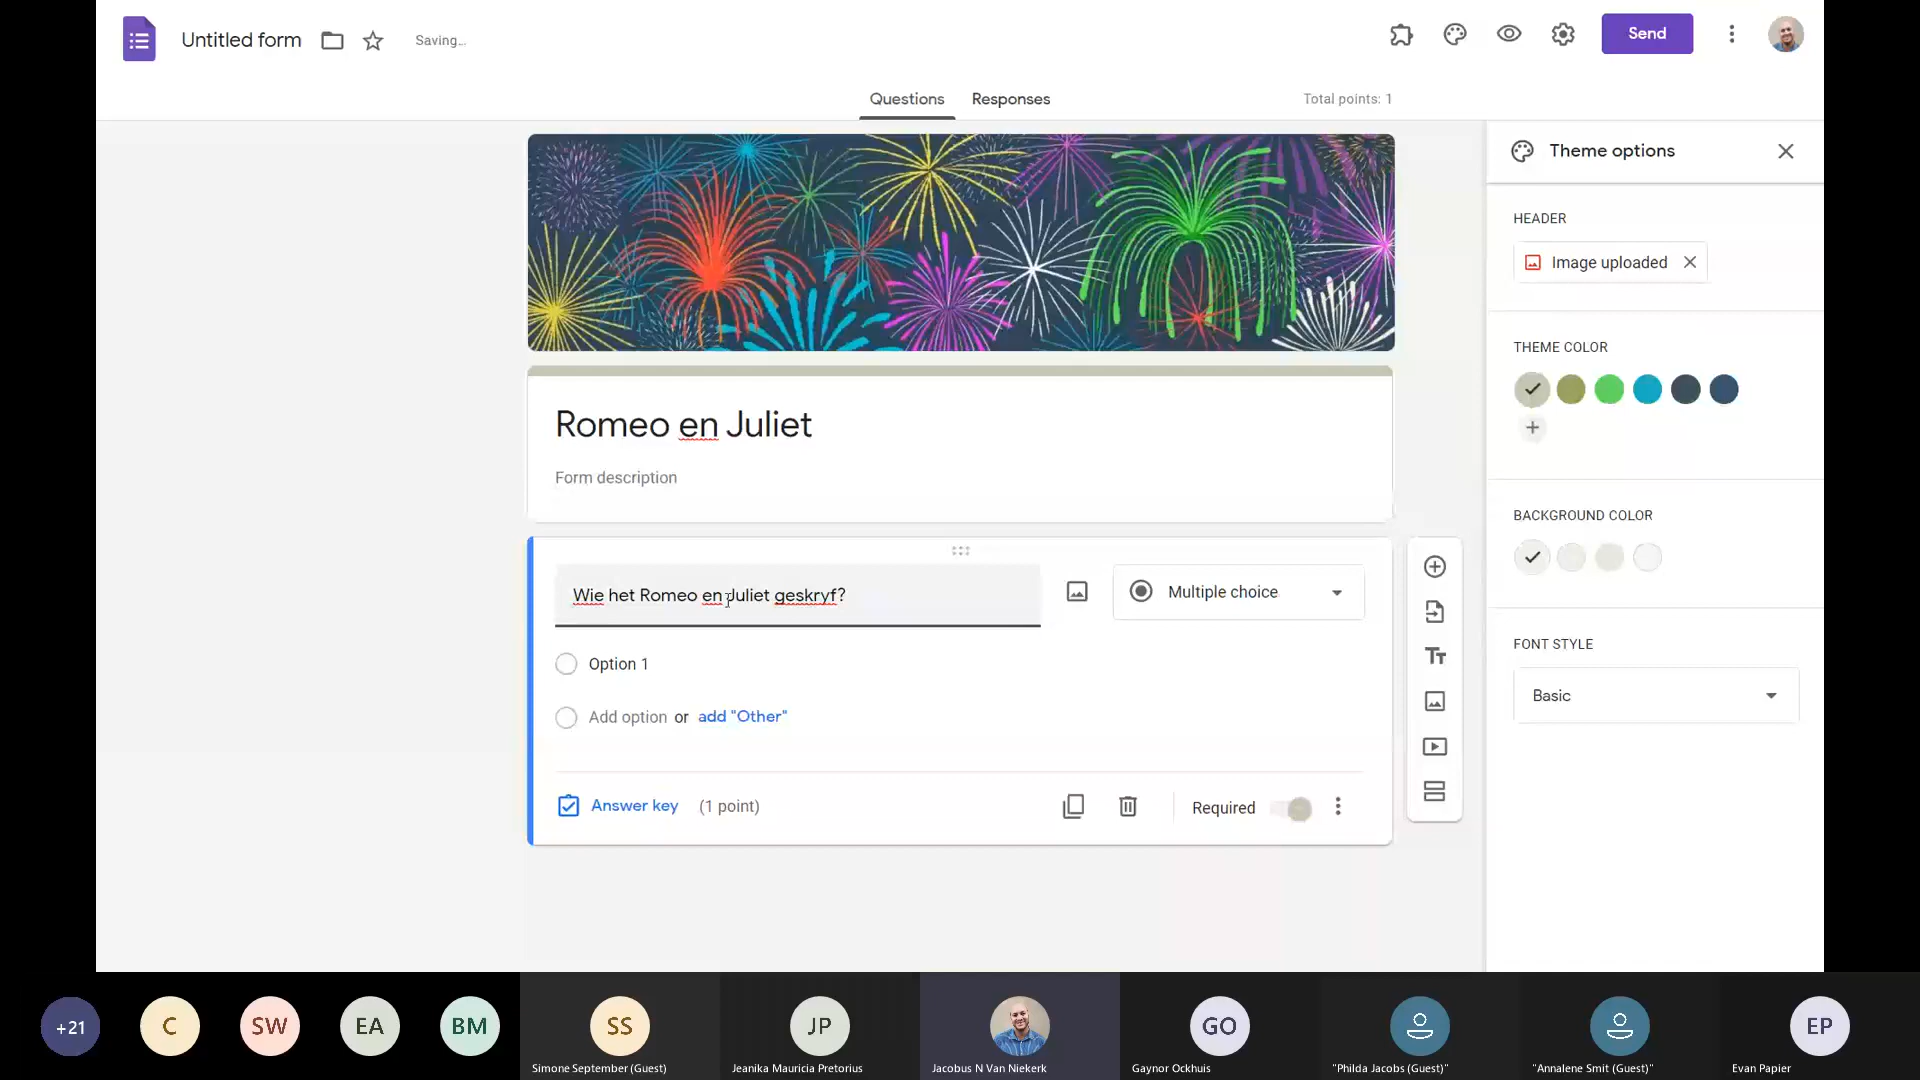 Untitled form
Saving...
Send
Questions
Responses
Total points: 1
Theme options
HEADER
Image uploaded
THEME COLOR
Romeo en Juliet
Form description
BACKGROUND COLOR
Wie het Romeo en Juliet geskryf?
Multiple choice
Option 1
Add option or add "Other"
FONT STYLE
Basic
Answer key (1 point)
Required
+21
C
SW
EA
BM
SS
JP
GO
EP
Simone September (Guest)
Jeanika Mauricia Pretorius
Jacobus N Van Niekerk
Gaynor Ockhuis
"Philda Jacobs (Guest)"
"Annalene Smit (Guest)"
Evan Papier